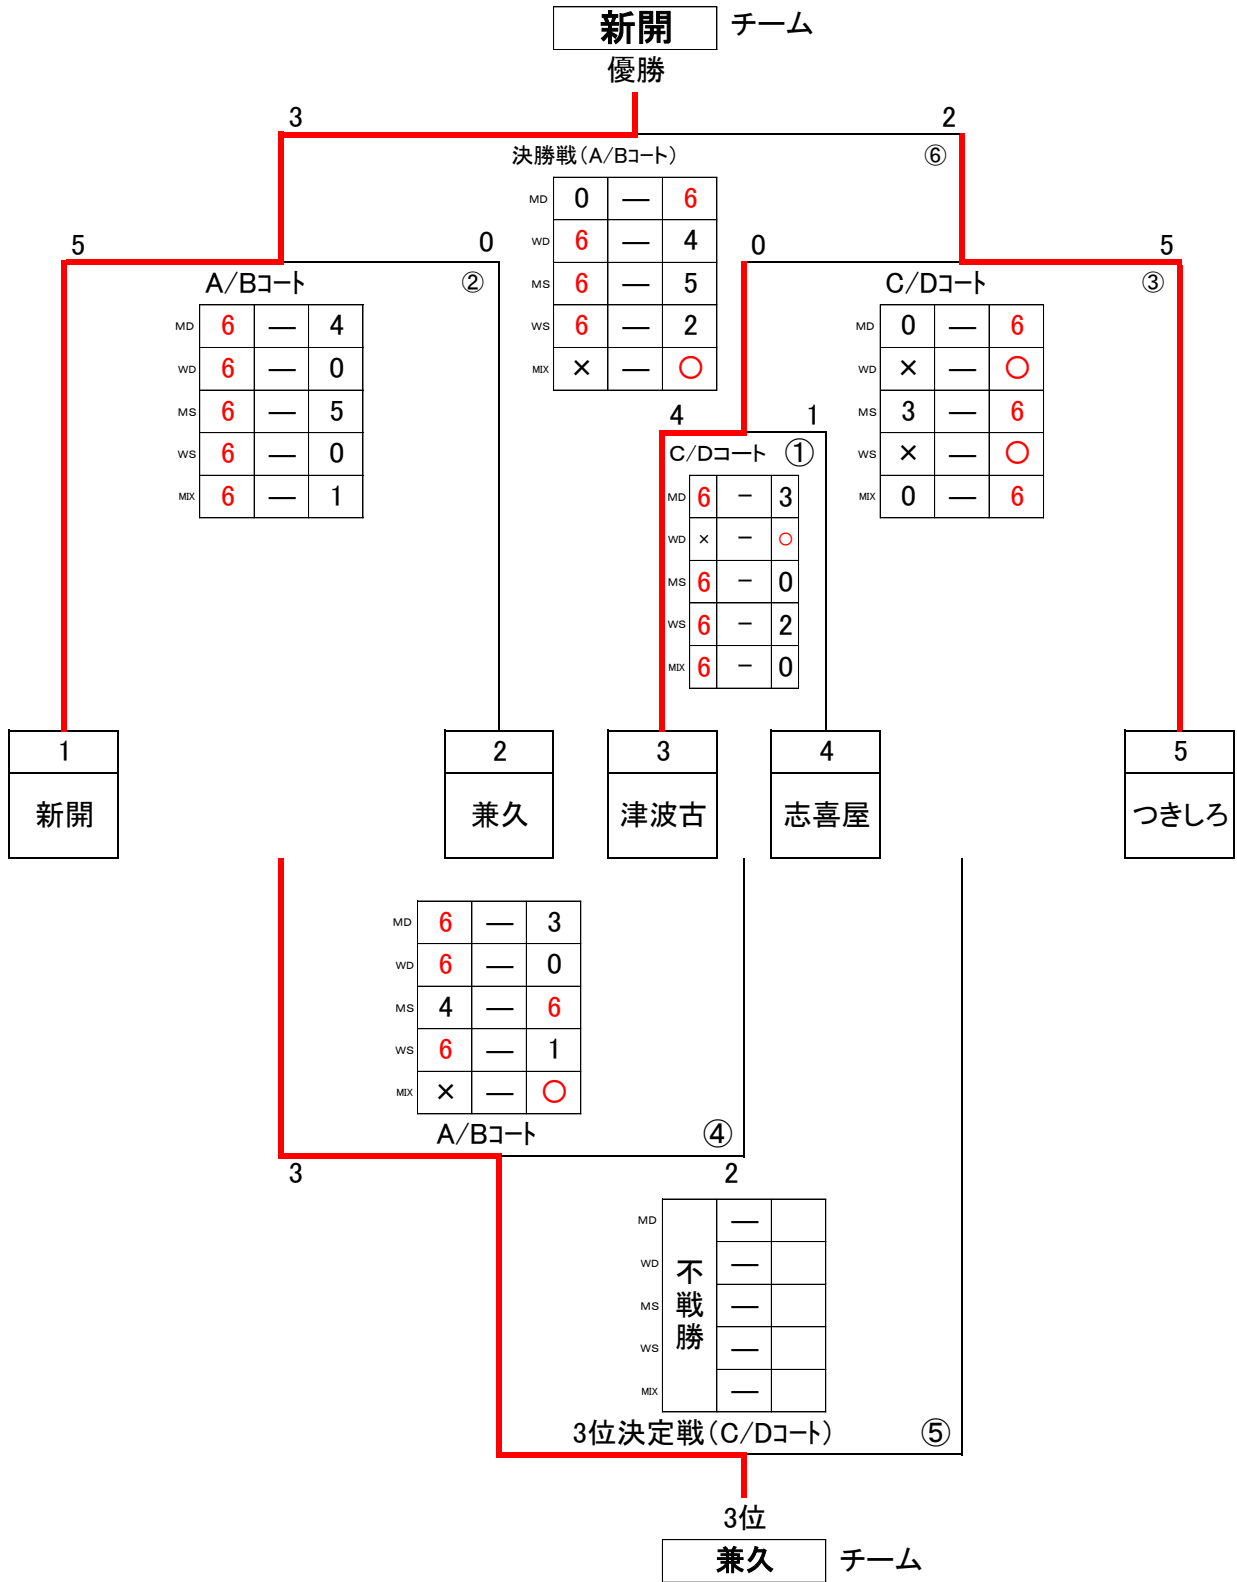 新開 チーム
優勝
3 2
決勝戦(A/Bコート) ⑥
MD 0 — 6
WD 6 — 4
MS 6 — 5
WS 6 — 2
MIX × — ○
5 0
A/Bコート ②
MD 6 — 4
WD 6 — 0
MS 6 — 5
WS 6 — 0
MIX 6 — 1
0 5
C/Dコート ③
MD 0 — 6
WD × — ○
MS 3 — 6
WS × — ○
MIX 0 — 6
4 1
C/Dコート ①
MD 6 - 3
WD × - ○
MS 6 - 0
WS 6 - 2
MIX 6 - 0
1 2 3 4 5
新開 兼久 津波古 志喜屋 つきしろ
MD 6 — 3
WD 6 — 0
MS 4 — 6
WS 6 — 1
MIX × — ○
A/Bコート ④
3 2
MD —
WD —
MS —
WS —
MIX —
不戦勝
3位決定戦(C/Dコート) ⑤
3位
兼久 チーム